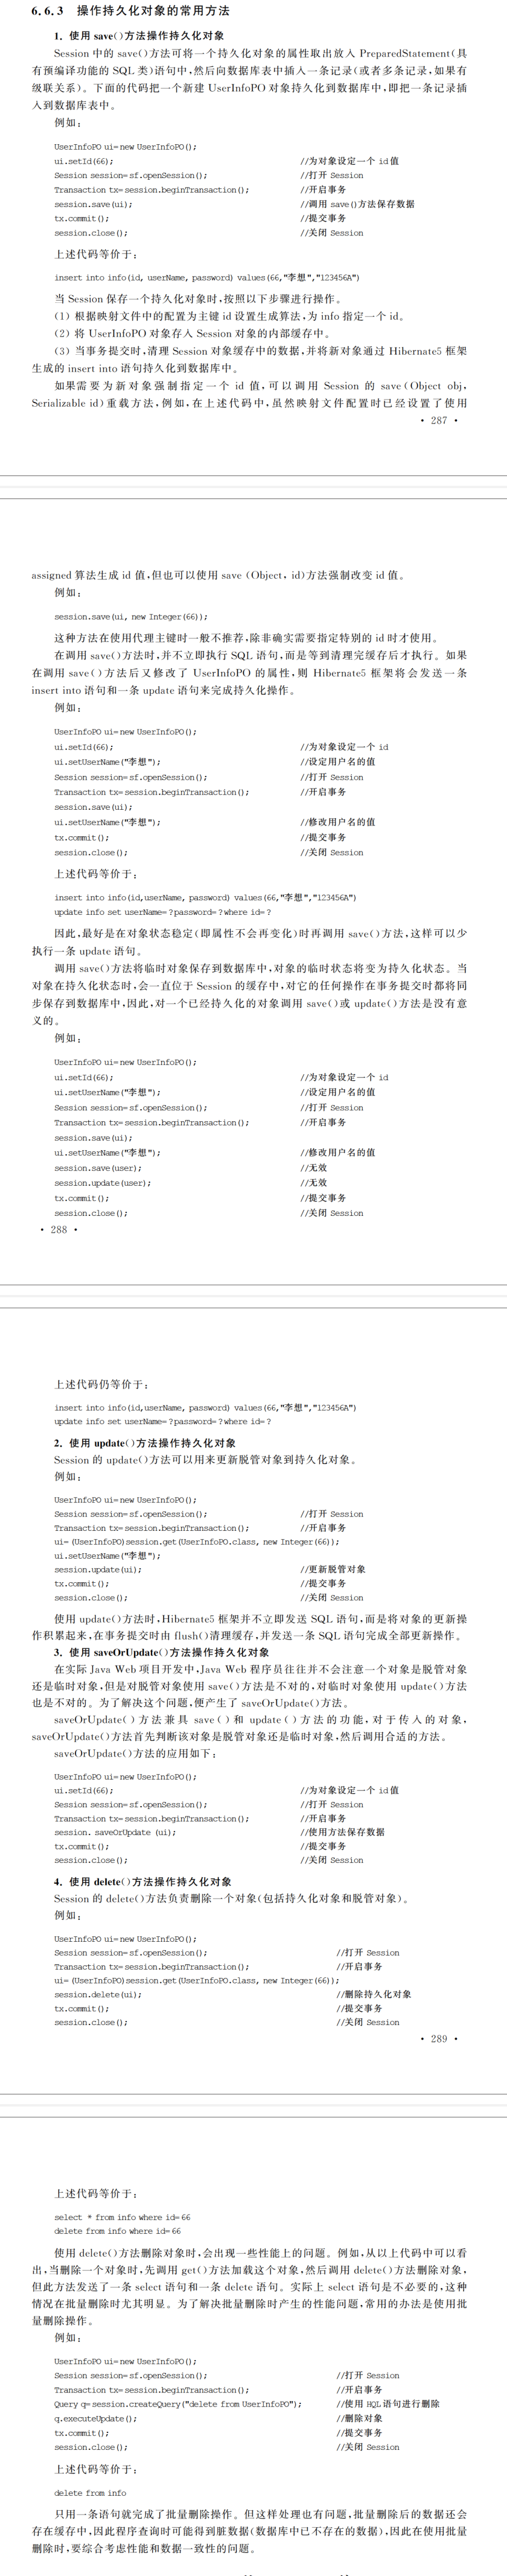 6.6.3 操作持久化对象的常用方法
1. 使用 save()方法操作持久化对象
Session 中的 save()方法可将一个持久化对象的属性取出放入 PreparedStatement(具
有预编译功能的 SQL 类)语句中,然后向数据库表中插入一条记录(或者多条记录,如果有
级联关系)。下面的代码把一个新建 UserInfoPO 对象持久化到数据库中,即把一条记录插
入到数据库表中。
例如:
UserInfoPO ui=new UserInfoPO();
ui.setId(66); //为对象设定一个 id值
Session session=sf.openSession(); //打开 Session
Transaction tx=session.beginTransaction(); //开启事务
session.save(ui); //调用 save()方法保存数据
tx.commit(); //提交事务
session.close(); //关闭 Session
上述代码等价于:
insert into info(id, userName, password) values(66,"李想","123456A")
当 Session 保存一个持久化对象时,按照以下步骤进行操作。
(1) 根据映射文件中的配置为主键 id 设置生成算法,为 info 指定一个 id。
(2) 将 UserInfoPO 对象存入 Session 对象的内部缓存中。
(3) 当事务提交时,清理 Session 对象缓存中的数据,并将新对象通过 Hibernate5 框架
生成的 insert into 语句持久化到数据库中。
如果需要为新对象强制指定一个 id 值,可以调用 Session 的 save(Object obj,
Serializable id)重载方法,例如,在上述代码中,虽然映射文件配置时已经设置了使用
• 287 •
assigned 算法生成 id 值,但也可以使用 save (Object, id)方法强制改变 id 值。
例如:
session.save(ui, new Integer(66));
这种方法在使用代理主键时一般不推荐,除非确实需要指定特别的 id 时才使用。
在调用 save()方法时,并不立即执行 SQL 语句,而是等到清理完缓存后才执行。如果
在调用 save()方法后又修改了 UserInfoPO 的属性,则 Hibernate5 框架将会发送一条
insert into 语句和一条 update 语句来完成持久化操作。
例如:
UserInfoPO ui=new UserInfoPO();
ui.setId(66); //为对象设定一个 id
ui.setUserName("李想"); //设定用户名的值
Session session=sf.openSession(); //打开 Session
Transaction tx=session.beginTransaction(); //开启事务
session.save(ui);
ui.setUserName("李想"); //修改用户名的值
tx.commit(); //提交事务
session.close(); //关闭 Session
上述代码等价于:
insert into info(id,userName, password) values(66,"李想","123456A")
update info set userName=?password=?where id=?
因此,最好是在对象状态稳定(即属性不会再变化)时再调用 save()方法,这样可以少
执行一条 update 语句。
调用 save()方法将临时对象保存到数据库中,对象的临时状态将变为持久化状态。当
对象在持久化状态时,会一直位于 Session 的缓存中,对它的任何操作在事务提交时都将同
步保存到数据库中,因此,对一个已经持久化的对象调用 save()或 update()方法是没有意
义的。
例如:
UserInfoPO ui=new UserInfoPO();
ui.setId(66); //为对象设定一个 id
ui.setUserName("李想"); //设定用户名的值
Session session=sf.openSession(); //打开 Session
Transaction tx=session.beginTransaction(); //开启事务
session.save(ui);
ui.setUserName("李想"); //修改用户名的值
session.save(user); //无效
session.update(user); //无效
tx.commit(); //提交事务
session.close(); //关闭 Session
• 288 •
上述代码仍等价于:
insert into info(id,userName, password) values(66,"李想","123456A")
update info set userName=?password=?where id=?
2. 使用 update()方法操作持久化对象
Session 的 update()方法可以用来更新脱管对象到持久化对象。
例如:
UserInfoPO ui=new UserInfoPO();
Session session=sf.openSession(); //打开 Session
Transaction tx=session.beginTransaction(); //开启事务
ui=(UserInfoPO)session.get(UserInfoPO.class, new Integer(66));
ui.setUserName("李想");
session.update(ui); //更新脱管对象
tx.commit(); //提交事务
session.close(); //关闭 Session
使用 update()方法时,Hibernate5 框架并不立即发送 SQL 语句,而是将对象的更新操
作积累起来,在事务提交时由 flush()清理缓存,并发送一条 SQL 语句完成全部更新操作。
3. 使用 saveOrUpdate()方法操作持久化对象
在实际 Java Web 项目开发中,Java Web 程序员往往并不会注意一个对象是脱管对象
还是临时对象,但是对脱管对象使用 save()方法是不对的,对临时对象使用 update()方法
也是不对的。为了解决这个问题,便产生了 saveOrUpdate()方法。
saveOrUpdate()方法兼具 save()和 update()方法的功能,对于传入的对象,
saveOrUpdate()方法首先判断该对象是脱管对象还是临时对象,然后调用合适的方法。
saveOrUpdate()方法的应用如下:
UserInfoPO ui=new UserInfoPO();
ui.setId(66); //为对象设定一个 id值
Session session=sf.openSession(); //打开 Session
Transaction tx=session.beginTransaction(); //开启事务
session. saveOrUpdate (ui); //使用方法保存数据
tx.commit(); //提交事务
session.close(); //关闭 Session
4. 使用 delete()方法操作持久化对象
Session 的 delete()方法负责删除一个对象(包括持久化对象和脱管对象)。
例如:
UserInfoPO ui=new UserInfoPO();
Session session=sf.openSession(); //打开 Session
Transaction tx=session.beginTransaction(); //开启事务
ui=(UserInfoPO)session.get(UserInfoPO.class, new Integer(66));
session.delete(ui); //删除持久化对象
tx.commit(); //提交事务
session.close(); //关闭 Session
• 289 •
上述代码等价于:
select * from info where id=66
delete from info where id=66
使用 delete()方法删除对象时,会出现一些性能上的问题。例如,从以上代码中可以看
出,当删除一个对象时,先调用 get()方法加载这个对象,然后调用 delete()方法删除对象,
但此方法发送了一条 select 语句和一条 delete 语句。实际上 select 语句是不必要的,这种
情况在批量删除时尤其明显。为了解决批量删除时产生的性能问题,常用的办法是使用批
量删除操作。
例如:
UserInfoPO ui=new UserInfoPO();
Session session=sf.openSession(); //打开 Session
Transaction tx=session.beginTransaction(); //开启事务
Query q=session.createQuery("delete from UserInfoPO"); //使用 HQL 语句进行删除
q.executeUpdate(); //删除对象
tx.commit(); //提交事务
session.close(); //关闭 Session
上述代码等价于:
delete from info
只用一条语句就完成了批量删除操作。但这样处理也有问题,批量删除后的数据还会
存在缓存中,因此程序查询时可能得到脏数据(数据库中已不存在的数据),因此在使用批量
删除时,要综合考虑性能和数据一致性的问题。